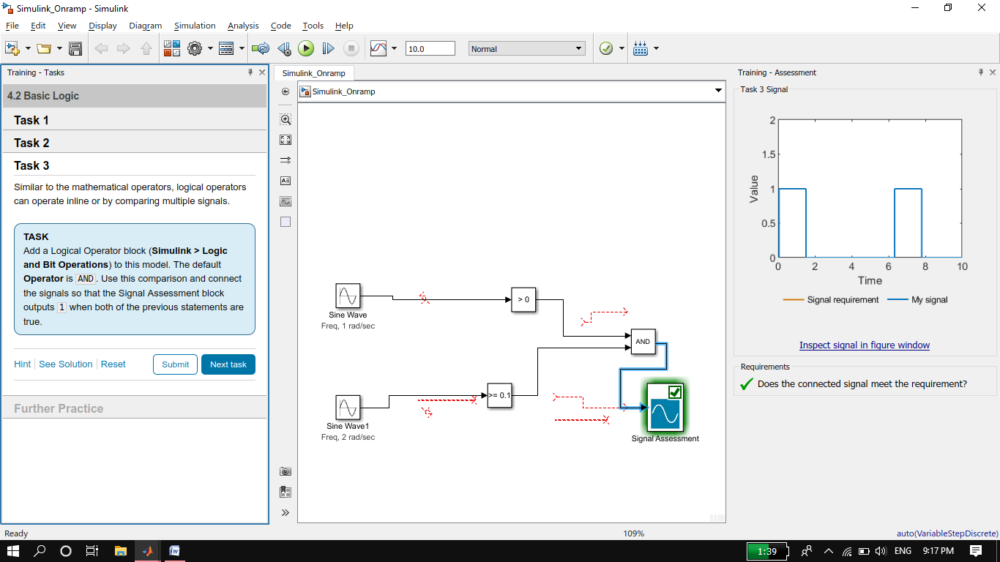 Simulink_Onramp - Simulink
File Edit View Display Diagram Simulation Analysis Code Tools Help
10.0 Normal
Training - Tasks
4.2 Basic Logic
Task 1
Task 2
Task 3
Similar to the mathematical operators, logical operators
can operate inline or by comparing multiple signals.
TASK
Add a Logical Operator block (Simulink > Logic
and Bit Operations) to this model. The default
Operator is AND. Use this comparison and connect
the signals so that the Signal Assessment block
outputs 1 when both of the previous statements are
true.
Hint See Solution Reset Submit Next task
Further Practice
Simulink_Onramp
Simulink_Onramp
Sine Wave
Freq, 1 rad/sec
> 0
AND
>= 0.1
Sine Wave1
Freq, 2 rad/sec
Signal Assessment
Training - Assessment
Task 3 Signal
2
1.5
1
0.5
0
Value
0 2 4 6 8 10
Time
Signal requirement My signal
Inspect signal in figure window
Requirements
Does the connected signal meet the requirement?
Ready 109% auto(VariableStepDiscrete)
1:39 ENG 9:17 PM